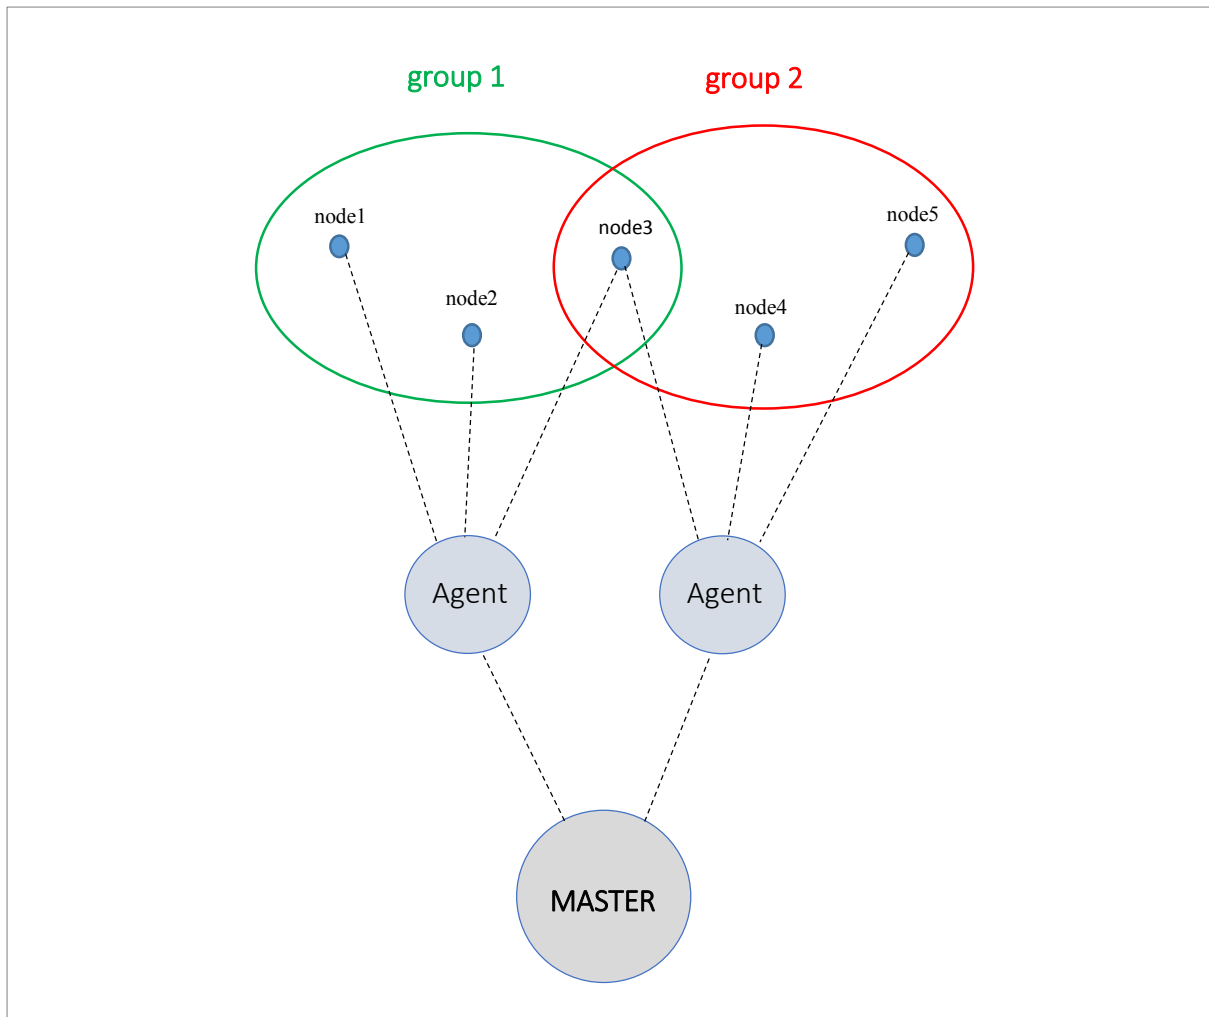 group 1
group 2
node1
node3
node5
node2
node4
Agent
Agent
MASTER